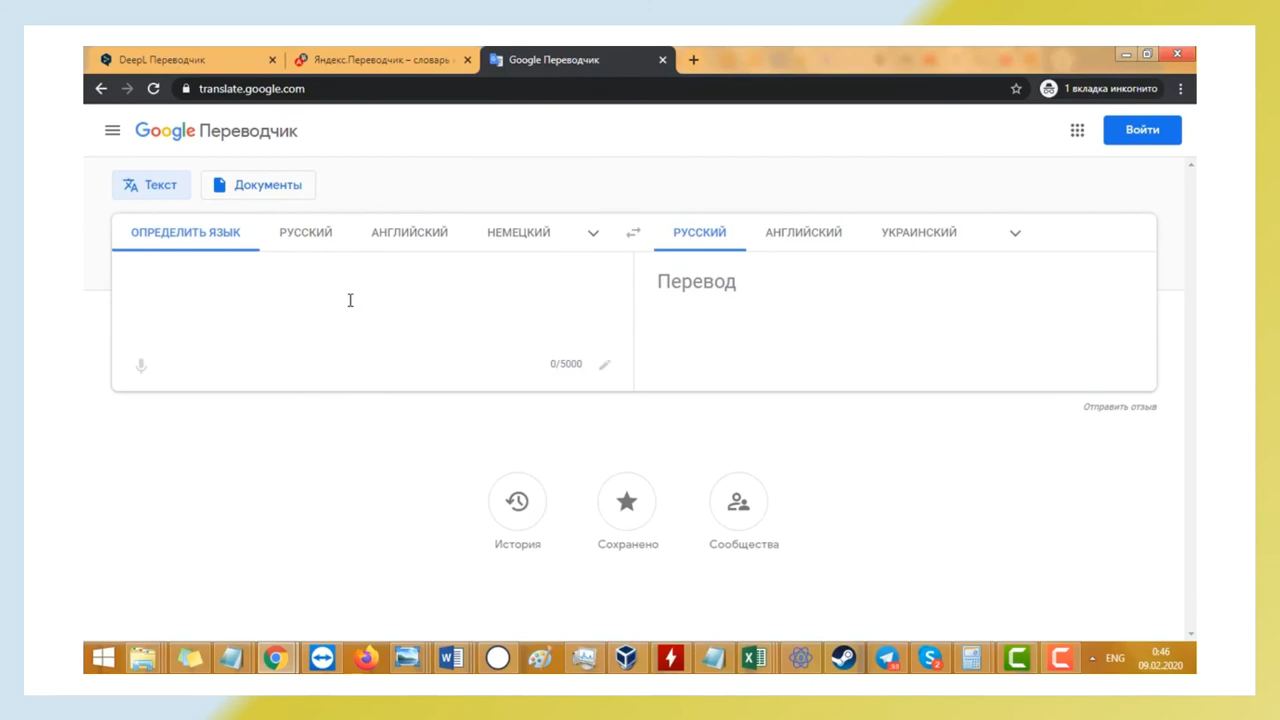 DeepL Переводчик
Яндекс.Переводчик – словарь
Google Переводчик
translate.google.com
1 вкладка инкогнито
Google Переводчик
Войти
Текст
Документы
ОПРЕДЕЛИТЬ ЯЗЫК РУССКИЙ АНГЛИЙСКИЙ НЕМЕЦКИЙ
РУССКИЙ АНГЛИЙСКИЙ УКРАИНСКИЙ
Перевод
0/5000
Отправить отзыв
История
Сохранено
Сообщества
ENG
0:46
09.02.2020